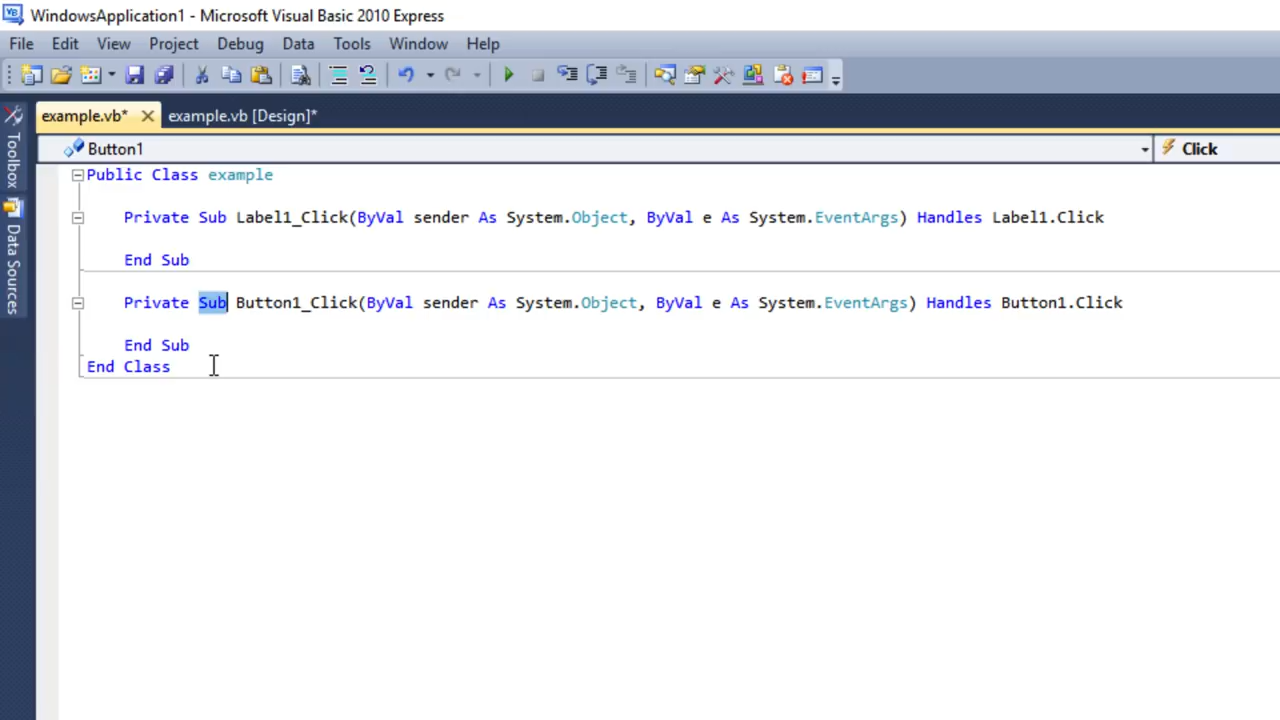 WindowsApplication1 - Microsoft Visual Basic 2010 Express
File Edit View Project Debug Data Tools Window Help
example.vb* example.vb [Design]*
Toolbox
Data Sources
Button1 Click
Public Class example
Private Sub Label1_Click(ByVal sender As System.Object, ByVal e As System.EventArgs) Handles Label1.Click
End Sub
Private Sub Button1_Click(ByVal sender As System.Object, ByVal e As System.EventArgs) Handles Button1.Click
End Sub
End Class